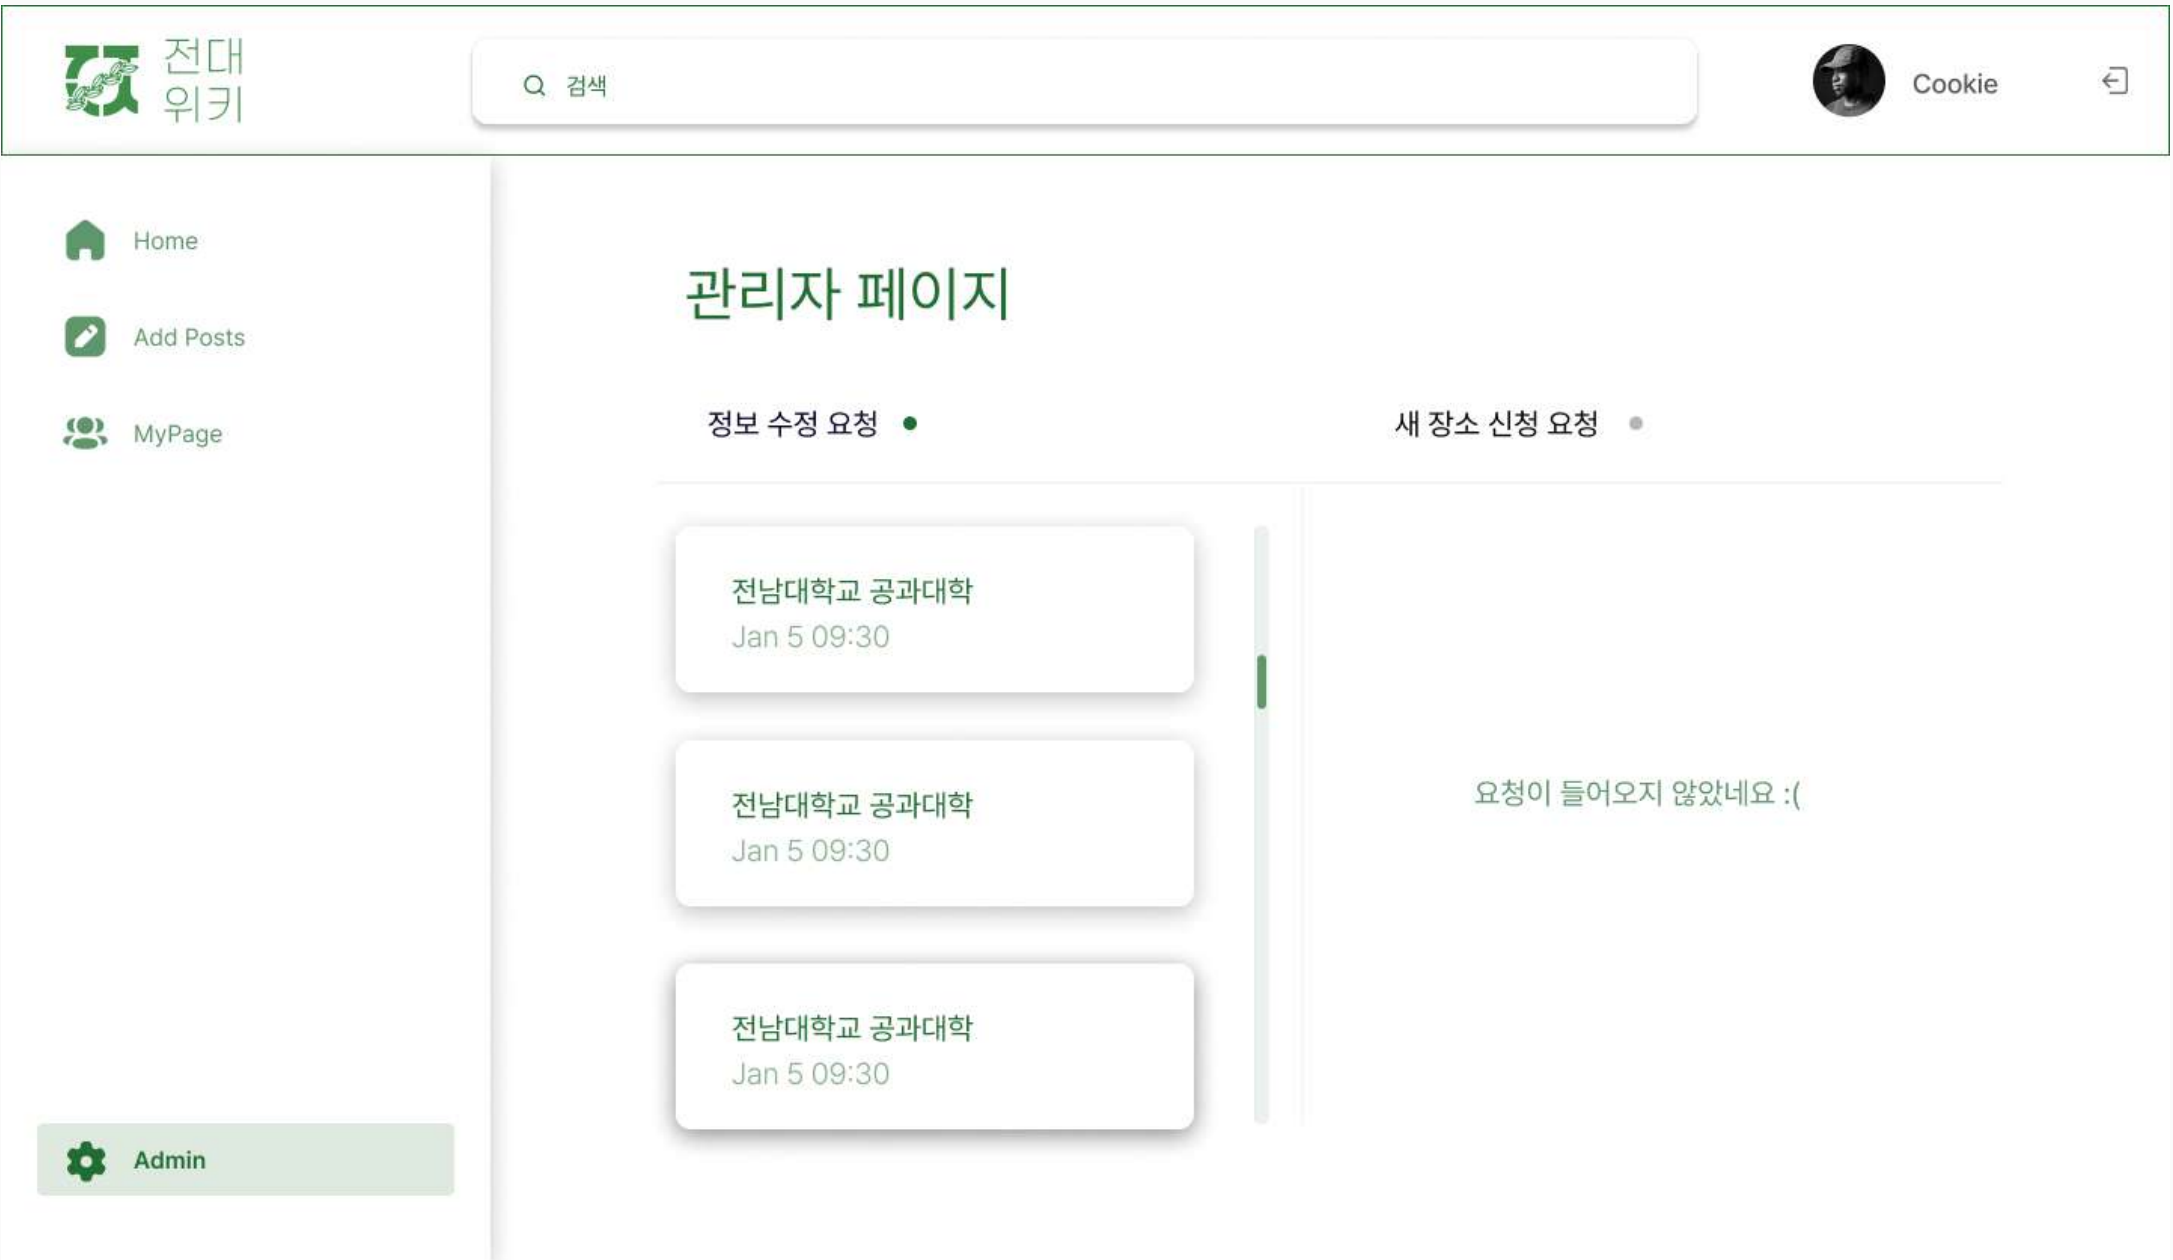 전대
위키
검색
Cookie
Home
Add Posts
MyPage
Admin
관리자 페이지
정보 수정 요청
새 장소 신청 요청
전남대학교 공과대학
Jan 5 09:30
전남대학교 공과대학
Jan 5 09:30
전남대학교 공과대학
Jan 5 09:30
요청이 들어오지 않았네요 :(